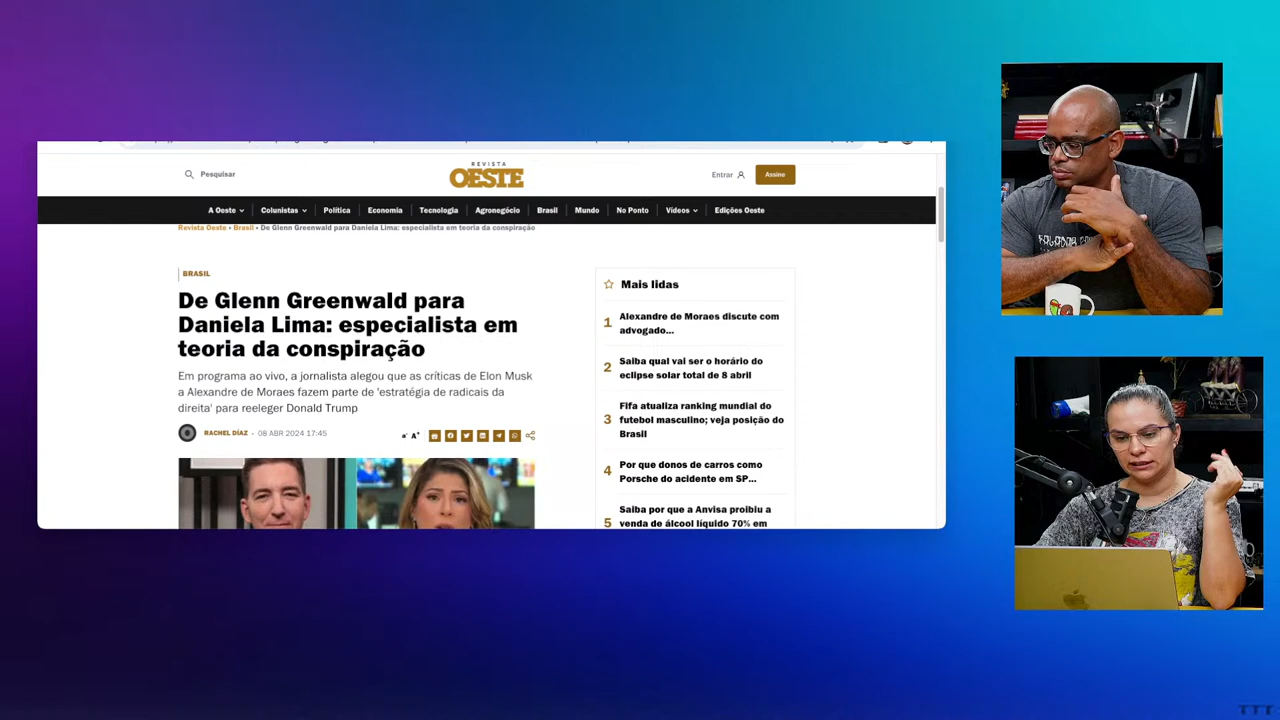 Pesquisar
REVISTA
OESTE
Entrar
Assine
A Oeste
Colunistas
Política
Economia
Tecnologia
Agronegócio
Brasil
Mundo
No Ponto
Vídeos
Edições Oeste
Revista Oeste » Brasil » De Glenn Greenwald para Daniela Lima: especialista em teoria da conspiração
BRASIL
De Glenn Greenwald para
Daniela Lima: especialista em
teoria da conspiração
Em programa ao vivo, a jornalista alegou que as críticas de Elon Musk
a Alexandre de Moraes fazem parte de 'estratégia de radicais da
direita' para reeleger Donald Trump
RACHEL DÍAZ - 08 ABR 2024 17:45
a- A+
Mais lidas
1 Alexandre de Moraes discute com
advogado...
2 Saiba qual vai ser o horário do
eclipse solar total de 8 abril
3 Fifa atualiza ranking mundial do
futebol masculino; veja posição do
Brasil
4 Por que donos de carros como
Porsche do acidente em SP...
5 Saiba por que a Anvisa proibiu a
venda de álcool líquido 70% em